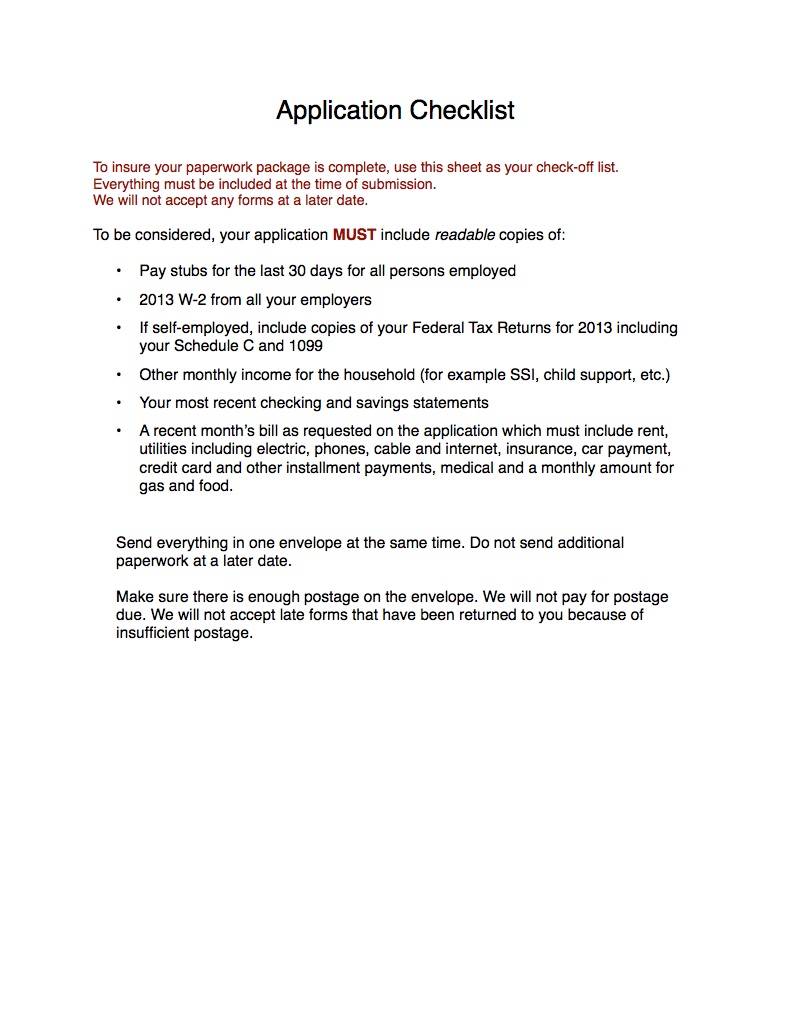 Application Checklist
To insure your paperwork package is complete, use this sheet as your check-off list.
Everything must be included at the time of submission.
We will not accept any forms at a later date.
To be considered, your application MUST include readable copies of:
• Pay stubs for the last 30 days for all persons employed
• 2013 W-2 from all your employers
• If self-employed, include copies of your Federal Tax Returns for 2013 including
your Schedule C and 1099
• Other monthly income for the household (for example SSI, child support, etc.)
• Your most recent checking and savings statements
• A recent month's bill as requested on the application which must include rent,
utilities including electric, phones, cable and internet, insurance, car payment,
credit card and other installment payments, medical and a monthly amount for
gas and food.
Send everything in one envelope at the same time. Do not send additional
paperwork at a later date.
Make sure there is enough postage on the envelope. We will not pay for postage
due. We will not accept late forms that have been returned to you because of
insufficient postage.